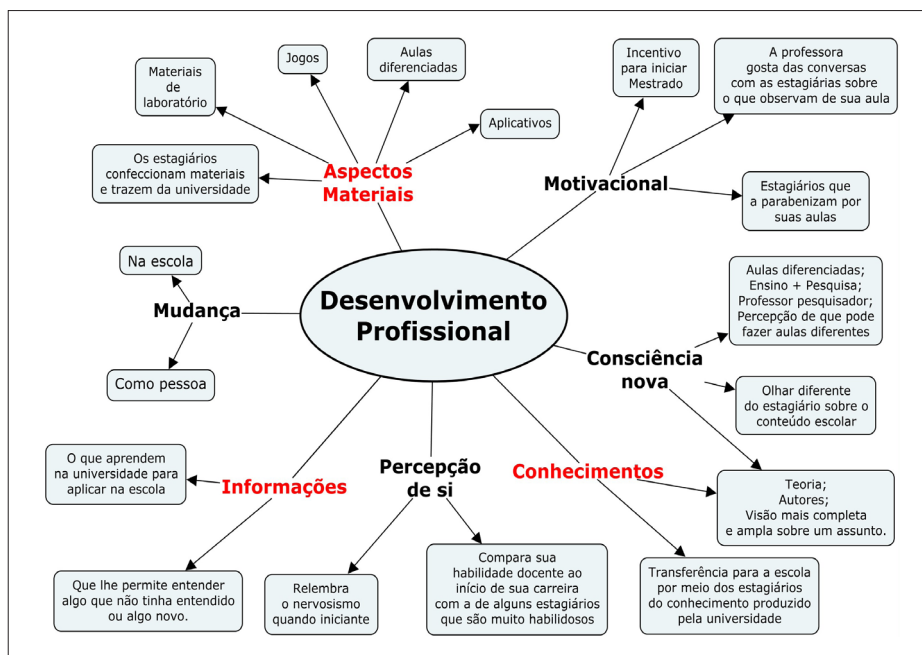 Materiais
de
laboratório
Jogos
Aulas
diferenciadas
Aplicativos
Os estagiários
confeccionam materiais
e trazem da universidade
Aspectos
Materiais
Incentivo
para iniciar
Mestrado
A professora
gosta das conversas
com as estagiárias sobre
o que observam de sua aula
Motivacional
Estagiários que
a parabenizam por
suas aulas
Na escola
Mudança
Como pessoa
Desenvolvimento
Profissional
Aulas diferenciadas;
Ensino + Pesquisa;
Professor pesquisador;
Percepção de que pode
fazer aulas diferentes
Consciência
nova
Olhar diferente
do estagiário sobre o
conteúdo escolar
O que aprendem
na universidade para
aplicar na escola
Informações
Percepção
de si
Conhecimentos
Teoria;
Autores;
Visão mais completa
e ampla sobre um assunto.
Que lhe permite entender
algo que não tinha entendido
ou algo novo.
Relembra
o nervosismo
quando iniciante
Compara sua
habilidade docente ao
início de sua carreira
com a de alguns estagiários
que são muito habilidosos
Transferência para a escola
por meio dos estagiários
do conhecimento produzido
pela universidade